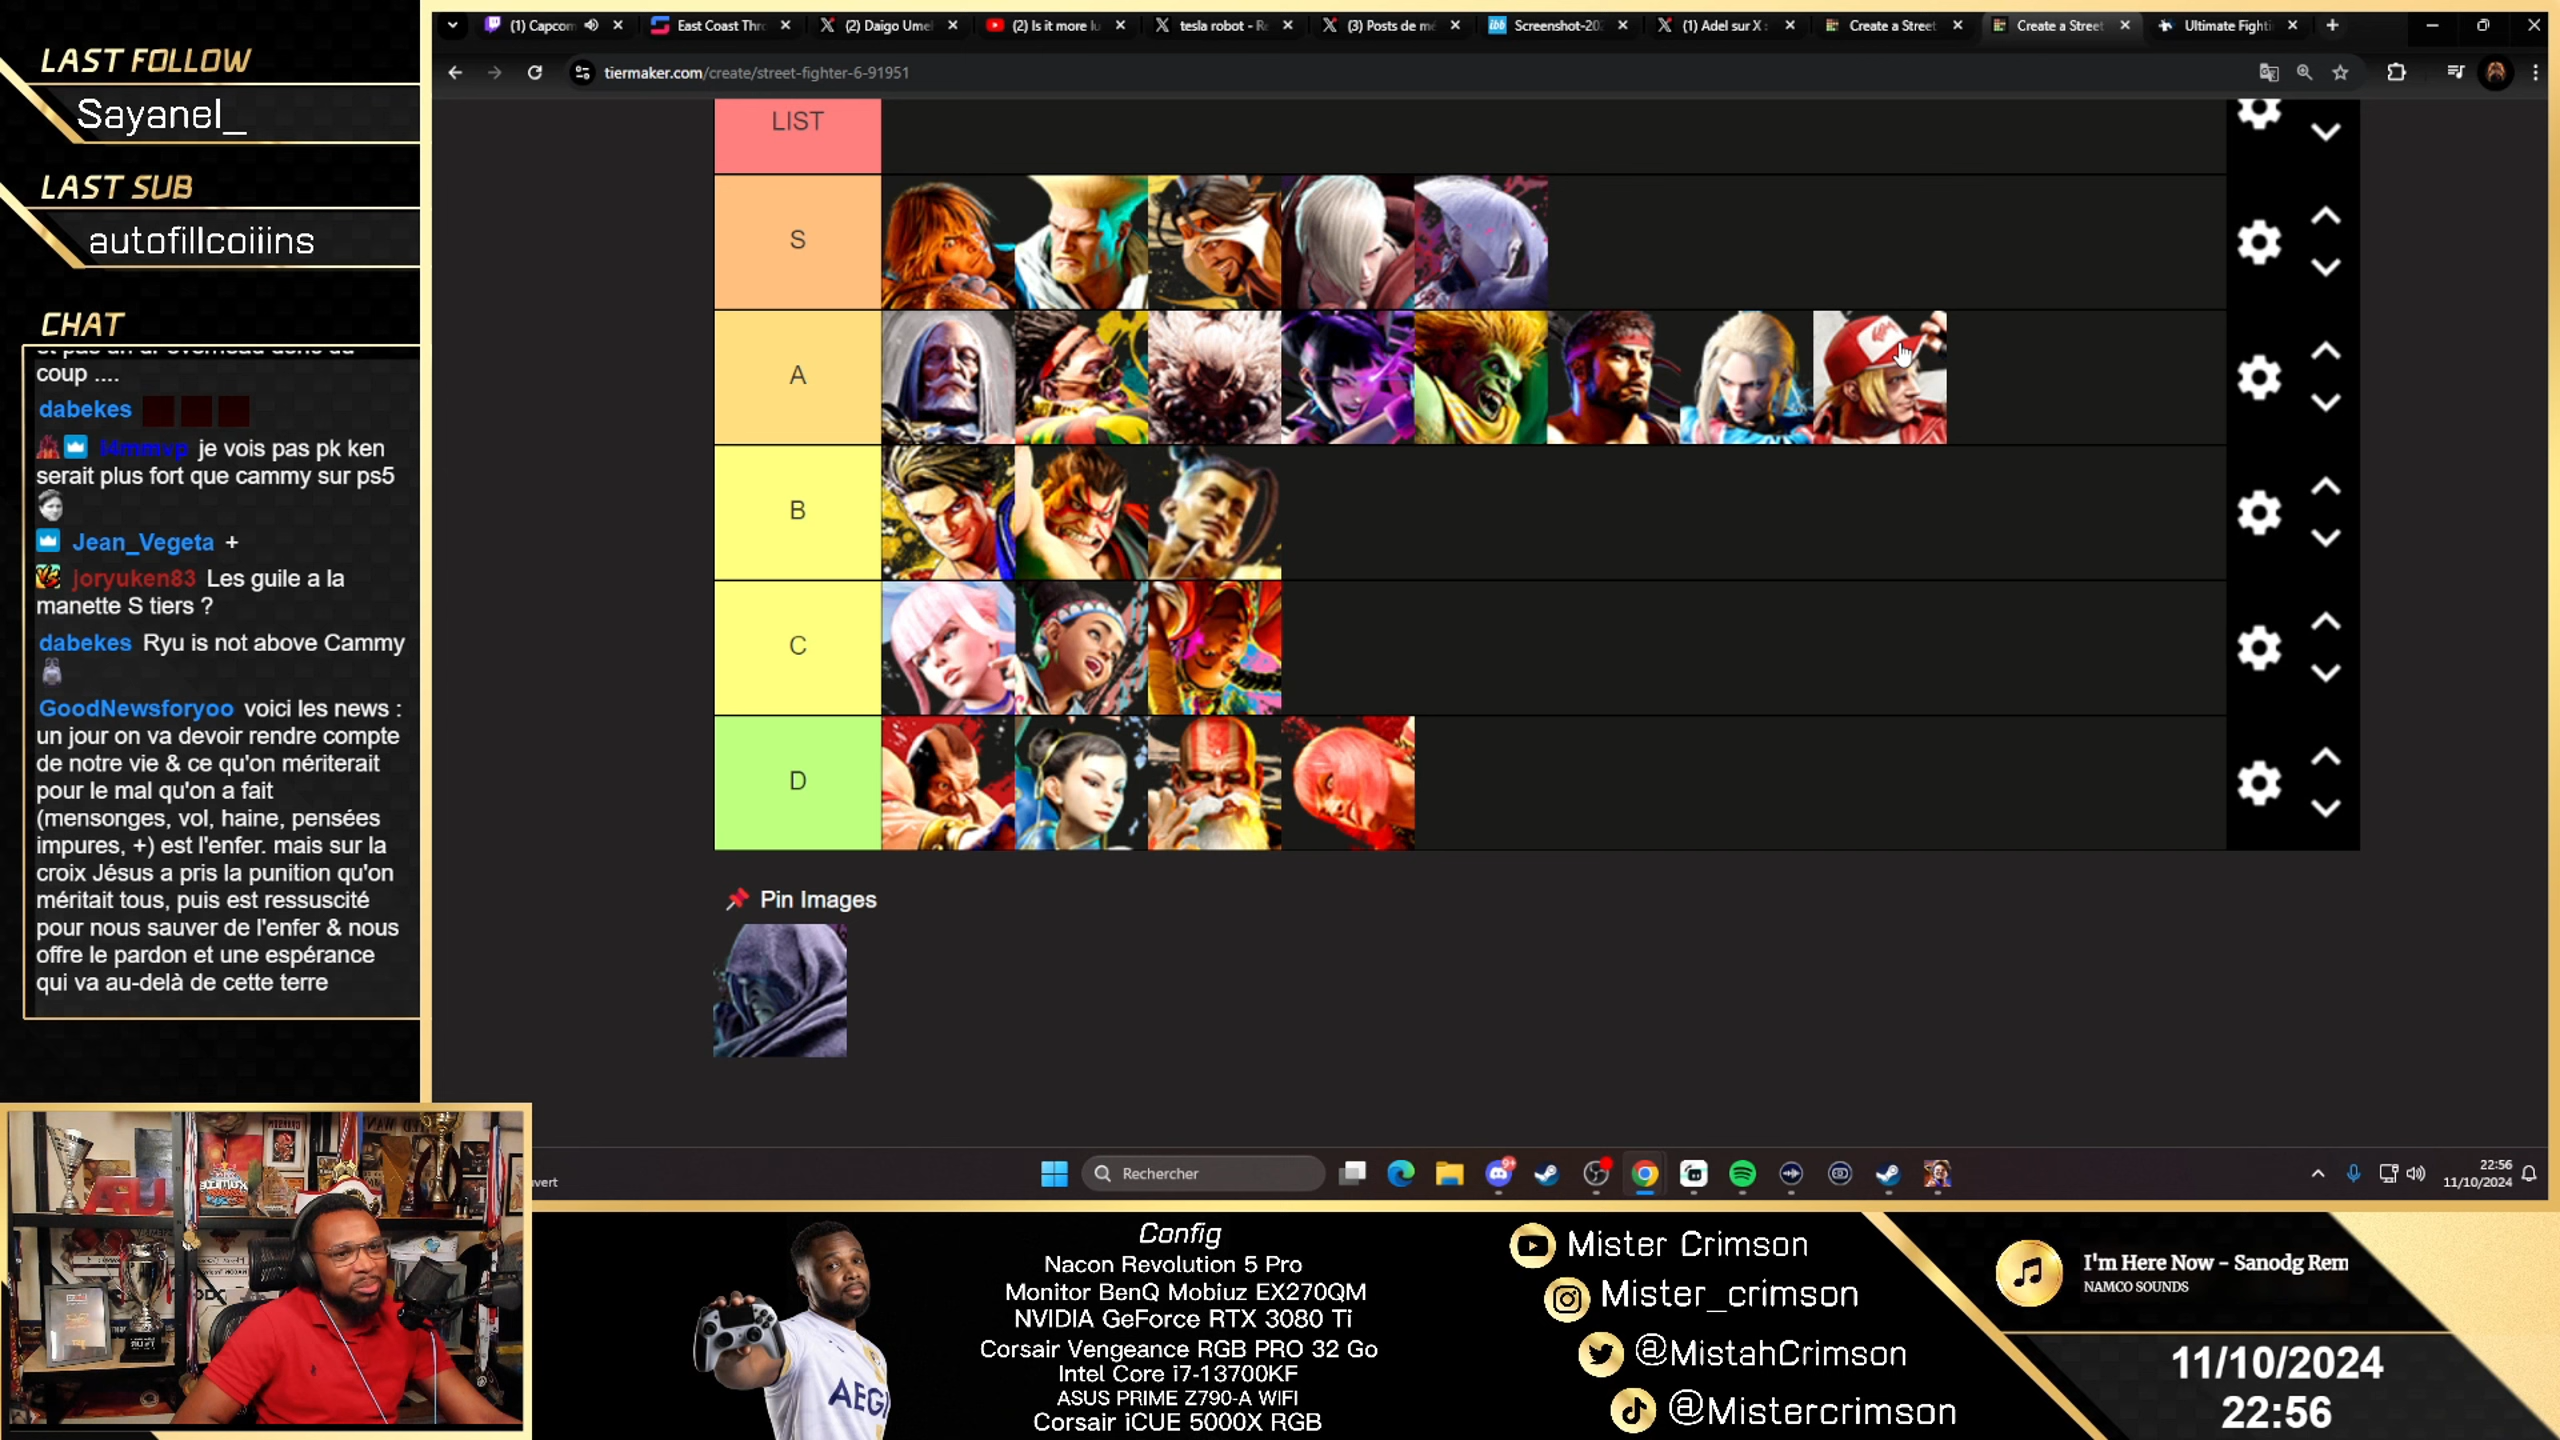 LAST FOLLOW
Sayanel_
LAST SUB
autofillcoiiins
CHAT
coup ....
dabekes
l4mmvp je vois pas pk ken
serait plus fort que cammy sur ps5
Jean_Vegeta +
joryuken83 Les guile a la
manette S tiers ?
dabekes Ryu is not above Cammy
GoodNewsforyoo voici les news :
un jour on va devoir rendre compte
de notre vie & ce qu'on mériterait
pour le mal qu'on a fait
(mensonges, vol, haine, pensées
impures, +) est l'enfer. mais sur la
croix Jésus a pris la punition qu'on
méritait tous, puis est ressuscité
pour nous sauver de l'enfer & nous
offre le pardon et une espérance
qui va au-delà de cette terre
(1) Capcom
East Coast Thr
(2) Daigo Ume
(2) Is it more lu
tesla robot - Re
(3) Posts de m
Screenshot-20
(1) Adel sur X :
Create a Street
Create a Street
Ultimate Fighti
tiermaker.com/create/street-fighter-6-91951
LIST
S
A
B
C
D
Pin Images
vert
Rechercher
22:56
11/10/2024
Config
Nacon Revolution 5 Pro
Monitor BenQ Mobiuz EX270QM
NVIDIA GeForce RTX 3080 Ti
Corsair Vengeance RGB PRO 32 Go
Intel Core i7-13700KF
ASUS PRIME Z790-A WIFI
Corsair iCUE 5000X RGB
AEGI
Mister Crimson
Mister_crimson
@MistahCrimson
@Mistercrimson
I'm Here Now - Sanodg Rem
NAMCO SOUNDS
11/10/2024
22:56